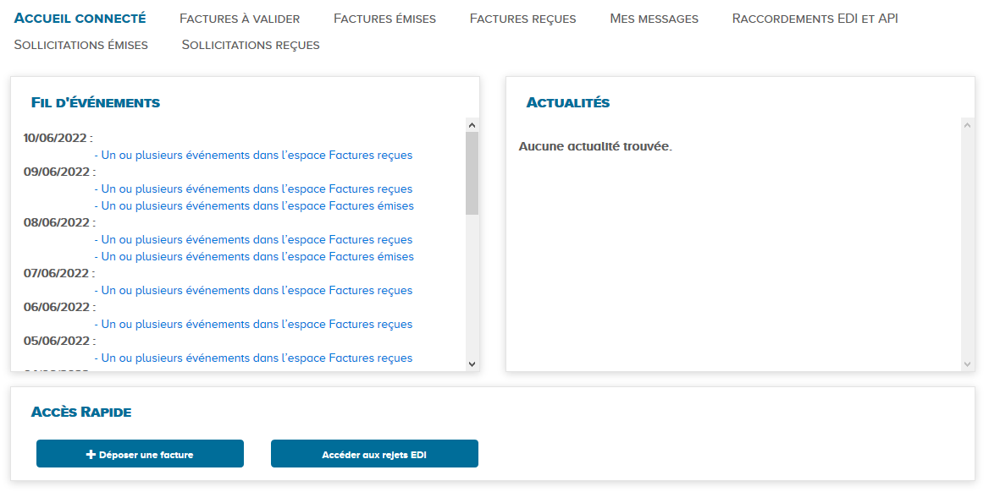 Accueil connecté Factures à valider Factures émises Factures reçues Mes messages Raccordements EDI et API
Sollicitations émises Sollicitations reçues
Fil d'événements
10/06/2022 :
- Un ou plusieurs événements dans l'espace Factures reçues
09/06/2022 :
- Un ou plusieurs événements dans l'espace Factures reçues
- Un ou plusieurs événements dans l'espace Factures émises
08/06/2022 :
- Un ou plusieurs événements dans l'espace Factures reçues
- Un ou plusieurs événements dans l'espace Factures émises
07/06/2022 :
- Un ou plusieurs événements dans l'espace Factures reçues
06/06/2022 :
- Un ou plusieurs événements dans l'espace Factures reçues
05/06/2022 :
- Un ou plusieurs événements dans l'espace Factures reçues
Actualités
Aucune actualité trouvée.
Accès Rapide
Déposer une facture
Accéder aux rejets EDI